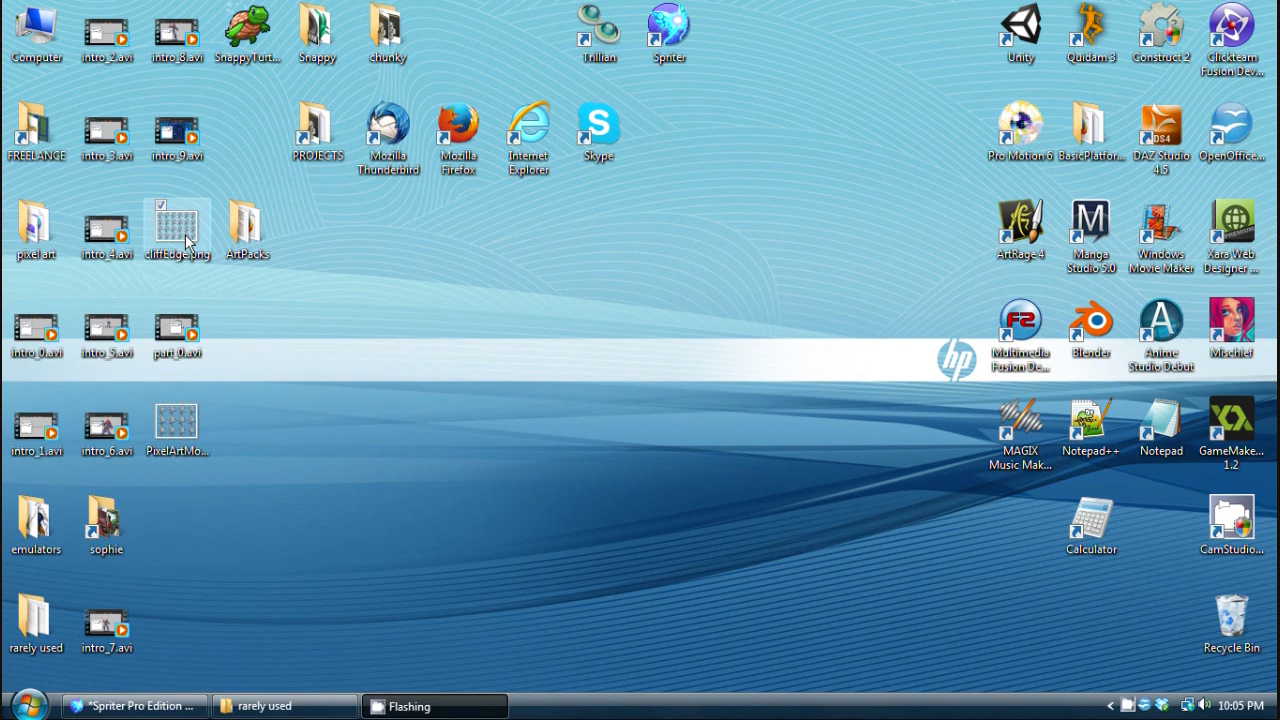 Computer
intro_2.avi
intro_8.avi
SnappyTurt...
Snappy
chunky
Trillian
Spriter
Unity
Quidam 3
Construct 2
Clickteam
Fusion Dev...
FREELANCE
intro_3.avi
intro_9.avi
PROJECTS
Mozilla
Thunderbird
Mozilla
Firefox
Internet
Explorer
S
Skype
Pro Motion 6
BasicPlatfor...
DS4
DAZ Studio
4.5
OpenOffice...
pixel art
intro_4.avi
cliffEdge.png
ArtPacks
ArtRage 4
M
Manga
Studio 5.0
Windows
Movie Maker
PREMIUM
Xara Web
Designer ...
intro_0.avi
intro_5.avi
part_0.avi
hp
F2
Multimedia
Fusion De...
Blender
A
Anime
Studio Debut
Mischief
intro_1.avi
intro_6.avi
PixelArtMo...
MAGIX
Music Mak...
Notepad++
Notepad
GameMake...
1.2
emulators
sophie
Calculator
CamStudio...
rarely used
intro_7.avi
Recycle Bin
*Spriter Pro Edition ...
rarely used
Flashing
10:05 PM